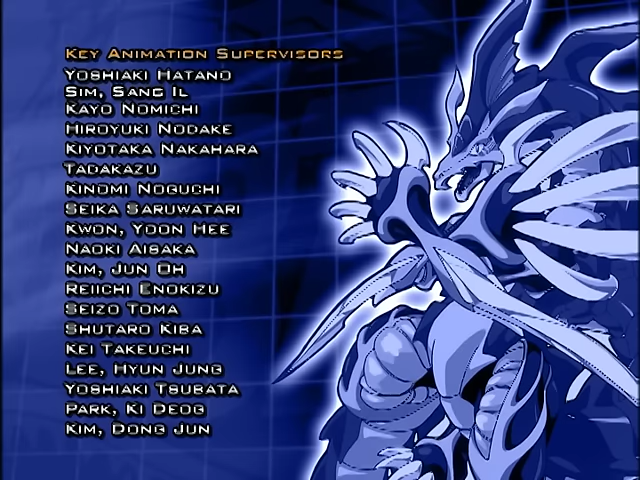 Key Animation Supervisors
Yoshiaki Hatano
Sim, Sang Il
Kayo Nomichi
Hiroyuki Nodake
Kiyotaka Nakahara
Tadakazu
Kinomi Noguchi
Seika Saruwatari
Kwon, Yoon Hee
Naoki Aisaka
Kim, Jun Oh
Reiichi Enokizu
Seizo Toma
Shutaro Kiba
Kei Takeuchi
Lee, Hyun Jung
Yoshiaki Tsubata
Park, Ki Deog
Kim, Dong Jun